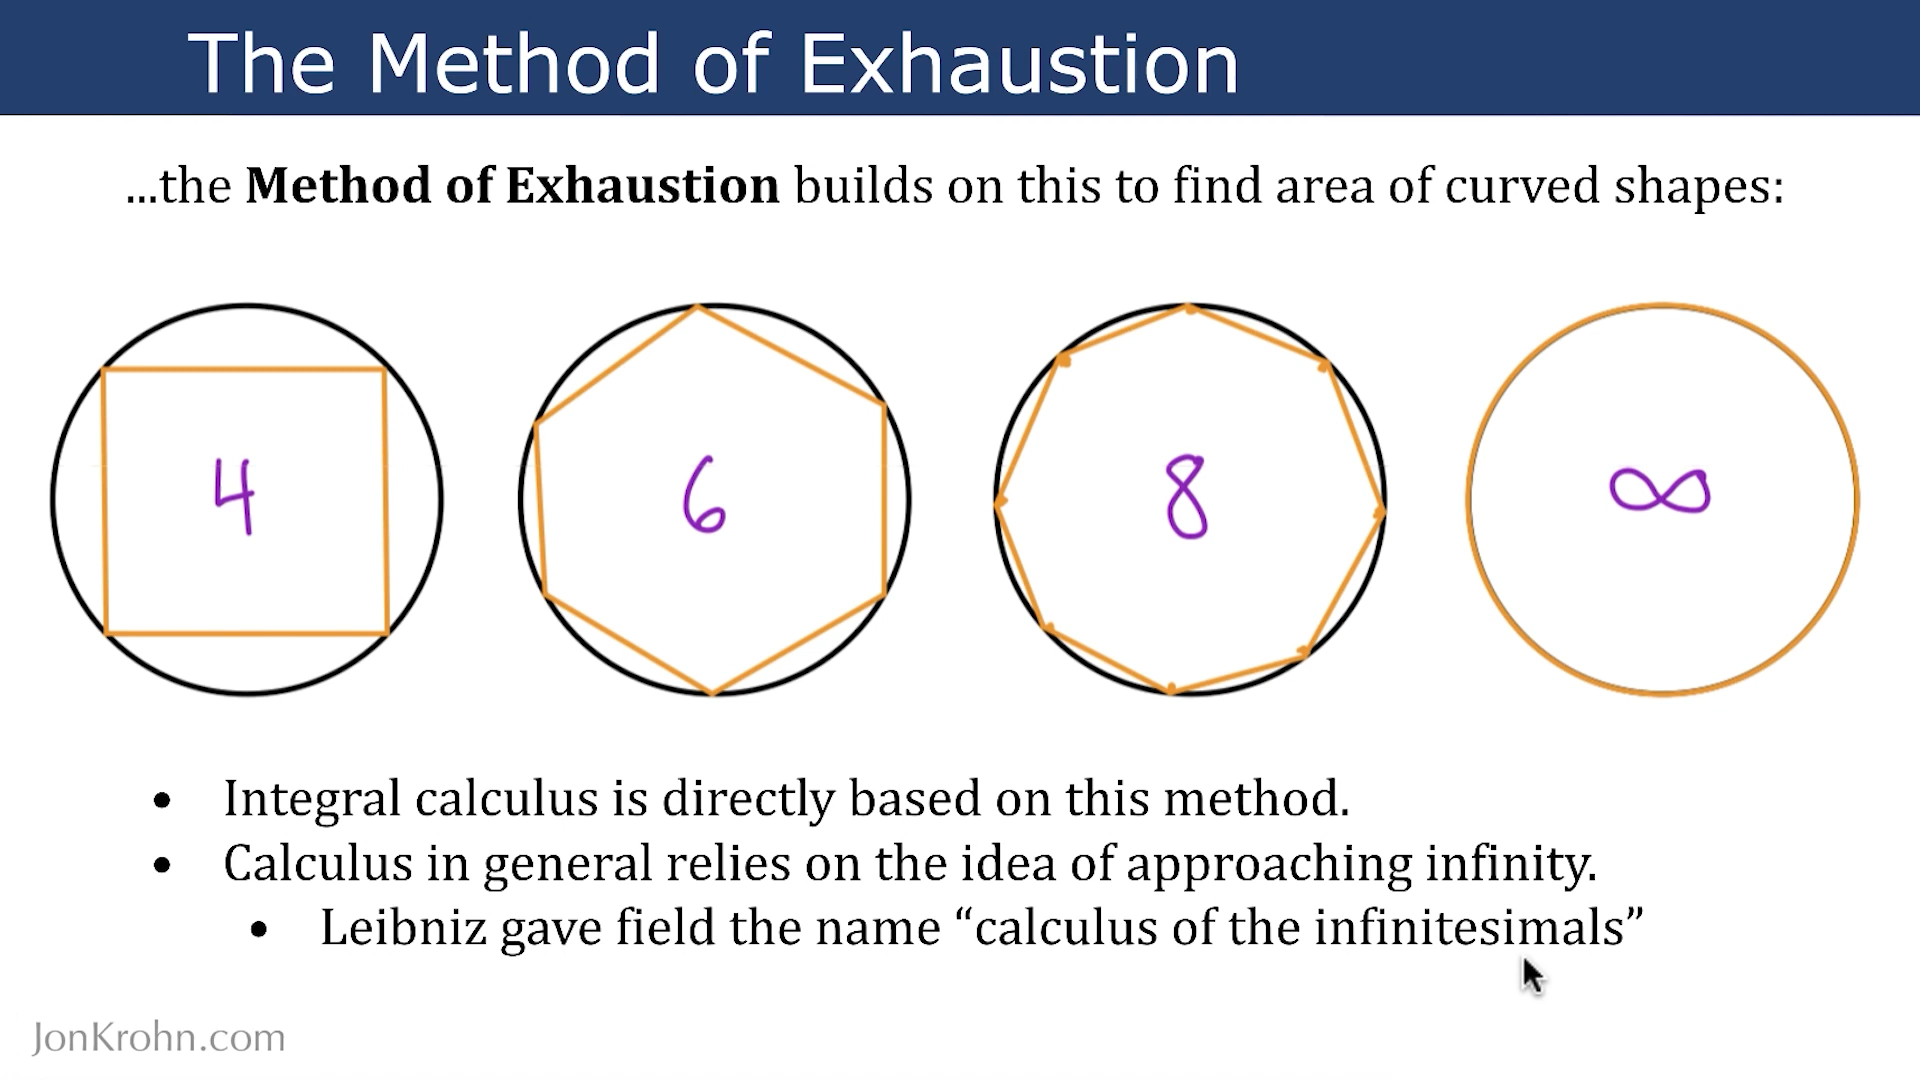 The Method of Exhaustion
...the Method of Exhaustion builds on this to find area of curved shapes:
4 6 8 ∞
• Integral calculus is directly based on this method.
• Calculus in general relies on the idea of approaching infinity.
• Leibniz gave field the name “calculus of the infinitesimals”
JonKrohn.com